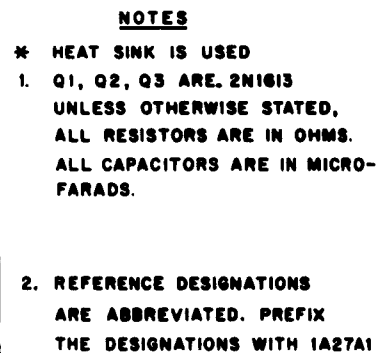 NOTES
* HEAT SINK IS USED
1. Q1, Q2, Q3 ARE. 2N1613
UNLESS OTHERWISE STATED,
ALL RESISTORS ARE IN OHMS.
ALL CAPACITORS ARE IN MICRO-
FARADS.
2. REFERENCE DESIGNATIONS
ARE ABBREVIATED. PREFIX
THE DESIGNATIONS WITH 1A27A1